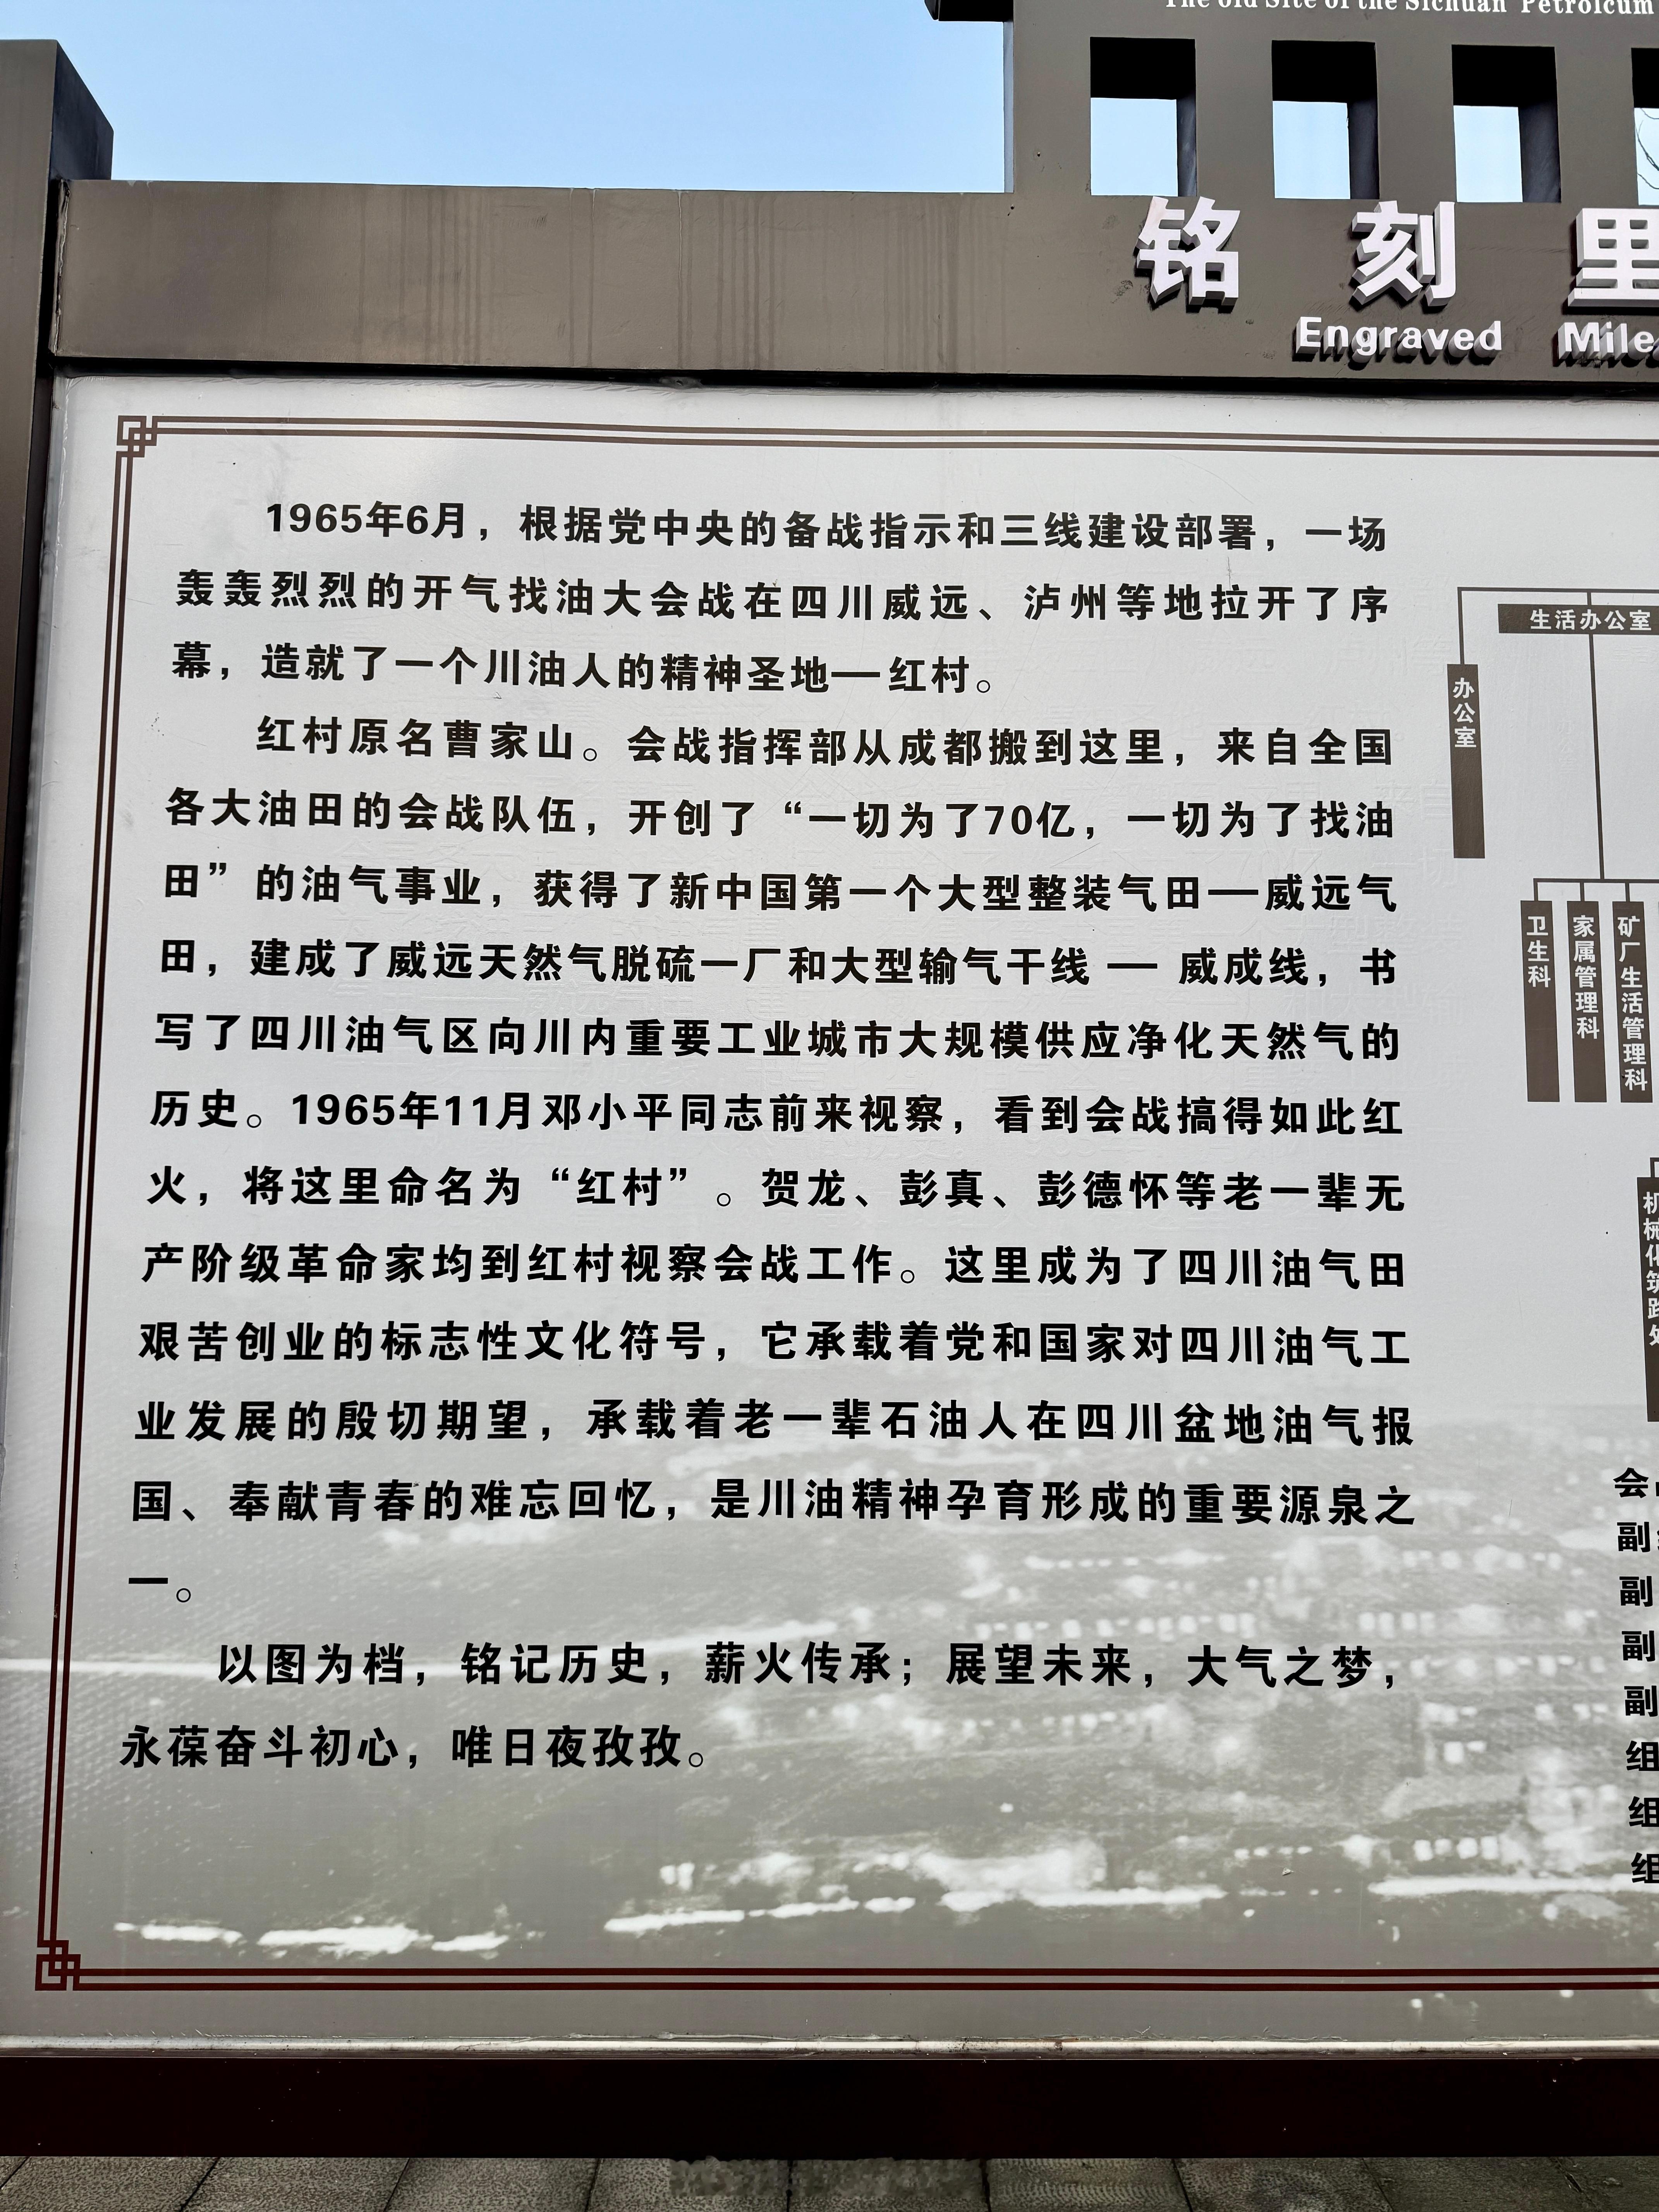 The Old Site of the Sichuan Petroleum
铭刻里
Engraved Mile
1965年6月，根据党中央的备战指示和三线建设部署，一场
轰轰烈烈的开气找油大会战在四川威远、泸州等地拉开了序
幕，造就了一个川油人的精神圣地——红村。
红村原名曹家山。会战指挥部从成都搬到这里，来自全国
各大油田的会战队伍，开创了“一切为了70亿，一切为了找油
田”的油气事业，获得了新中国第一个大型整装气田——威远气
田，建成了威远天然气脱硫一厂和大型输气干线 — 威成线，书
写了四川油气区向川内重要工业城市大规模供应净化天然气的
历史。1965年11月邓小平同志前来视察，看到会战搞得如此红
火，将这里命名为“红村”。贺龙、彭真、彭德怀等老一辈无
产阶级革命家均到红村视察会战工作。这里成为了四川油气田
艰苦创业的标志性文化符号，它承载着党和国家对四川油气工
业发展的殷切期望，承载着老一辈石油人在四川盆地油气报
国、奉献青春的难忘回忆，是川油精神孕育形成的重要源泉之
一。
以图为档，铭记历史，薪火传承；展望未来，大气之梦，
永葆奋斗初心，唯日夜孜孜。
生活办公室
办公室
卫生科
家属管理科
矿厂生活管理科
机械化筑路处
会
副
副
副
副
组
组
组